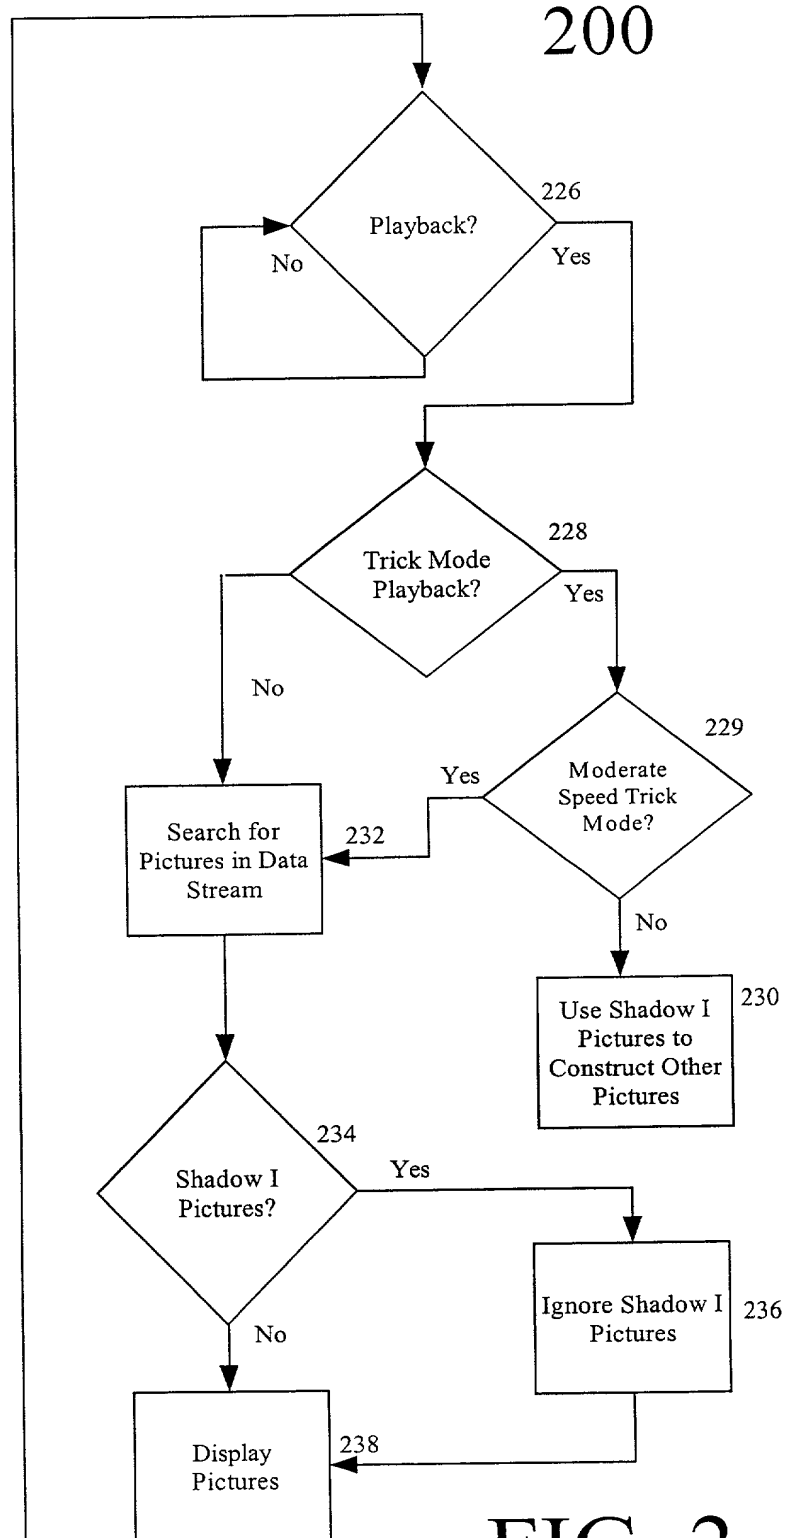 200
226
Playback?
No
Yes
228
Trick Mode
Playback?
Yes
No
229
Moderate
Speed Trick
Mode?
Yes
232
Search for
Pictures in Data
Stream
No
230
Use Shadow I
Pictures to
Construct Other
Pictures
234
Shadow I
Pictures?
Yes
236
Ignore Shadow I
Pictures
No
238
Display
Pictures